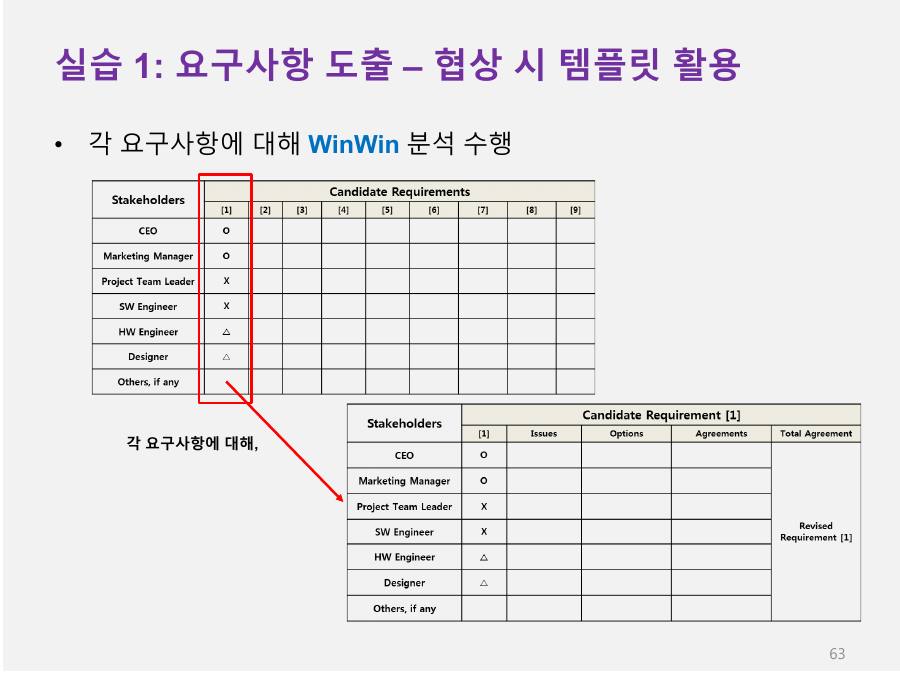 실습 1: 요구사항 도출 – 협상 시 템플릿 활용
• 각 요구사항에 대해 WinWin 분석 수행
Stakeholders Candidate Requirements
[1] [2] [3] [4] [5] [6] [7] [8] [9]
CEO O
Marketing Manager O
Project Team Leader X
SW Engineer X
HW Engineer △
Designer △
Others, if any
각 요구사항에 대해,
Stakeholders Candidate Requirement [1]
[1] Issues Options Agreements Total Agreement
CEO O
Marketing Manager O
Project Team Leader X
SW Engineer X
HW Engineer △
Designer △
Others, if any
Revised
Requirement [1]
63